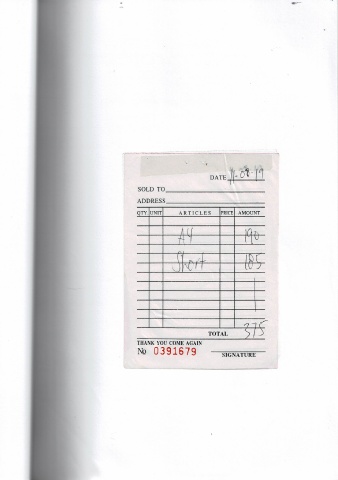 DATE 11-08-19
SOLD TO
ADDRESS
QTY UNIT ARTICLES PRICE AMOUNT
A4 190
Short 185
TOTAL 375
THANK YOU COME AGAIN
No 0391679
SIGNATURE